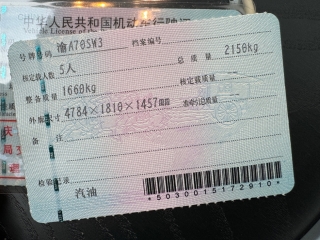 中华人民共和国机动车行驶证
号牌号码 渝A70SW3 档案编号
核定载人数 5人 总质量 2150kg
整备质量 1660kg 核定载质量
外廓尺寸 4784×1810×1457 准牵引总质量
备注
检验记录
汽油
*5030015172910*